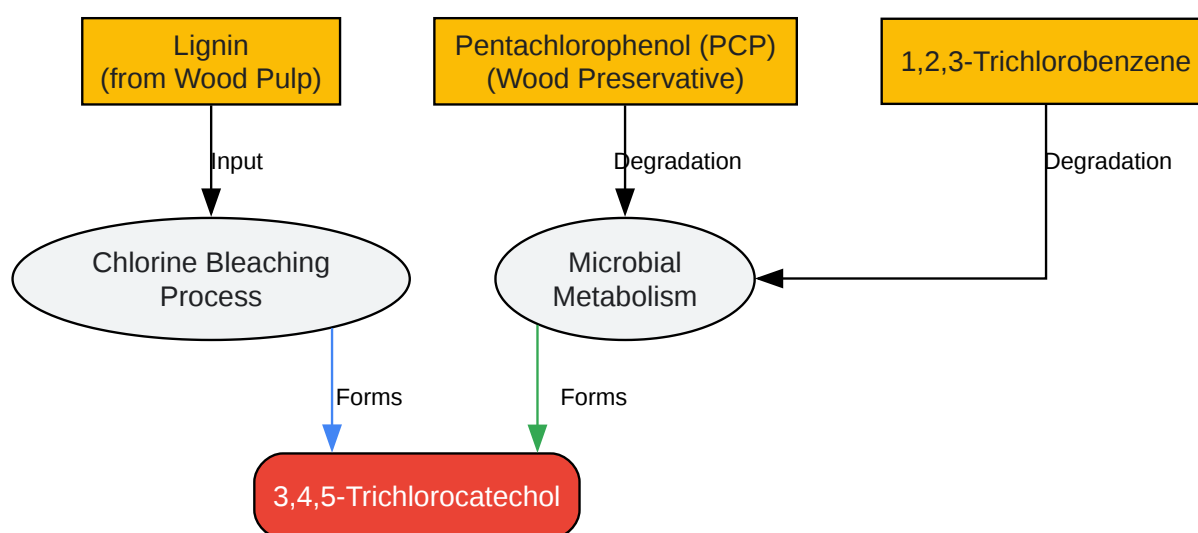 Lignin
(from Wood Pulp)
Pentachlorophenol (PCP)
(Wood Preservative)
1,2,3-Trichlorobenzene
Input
Degradation
Degradation
Chlorine Bleaching
Process
Microbial
Metabolism
Forms
Forms
3,4,5-Trichlorocatechol